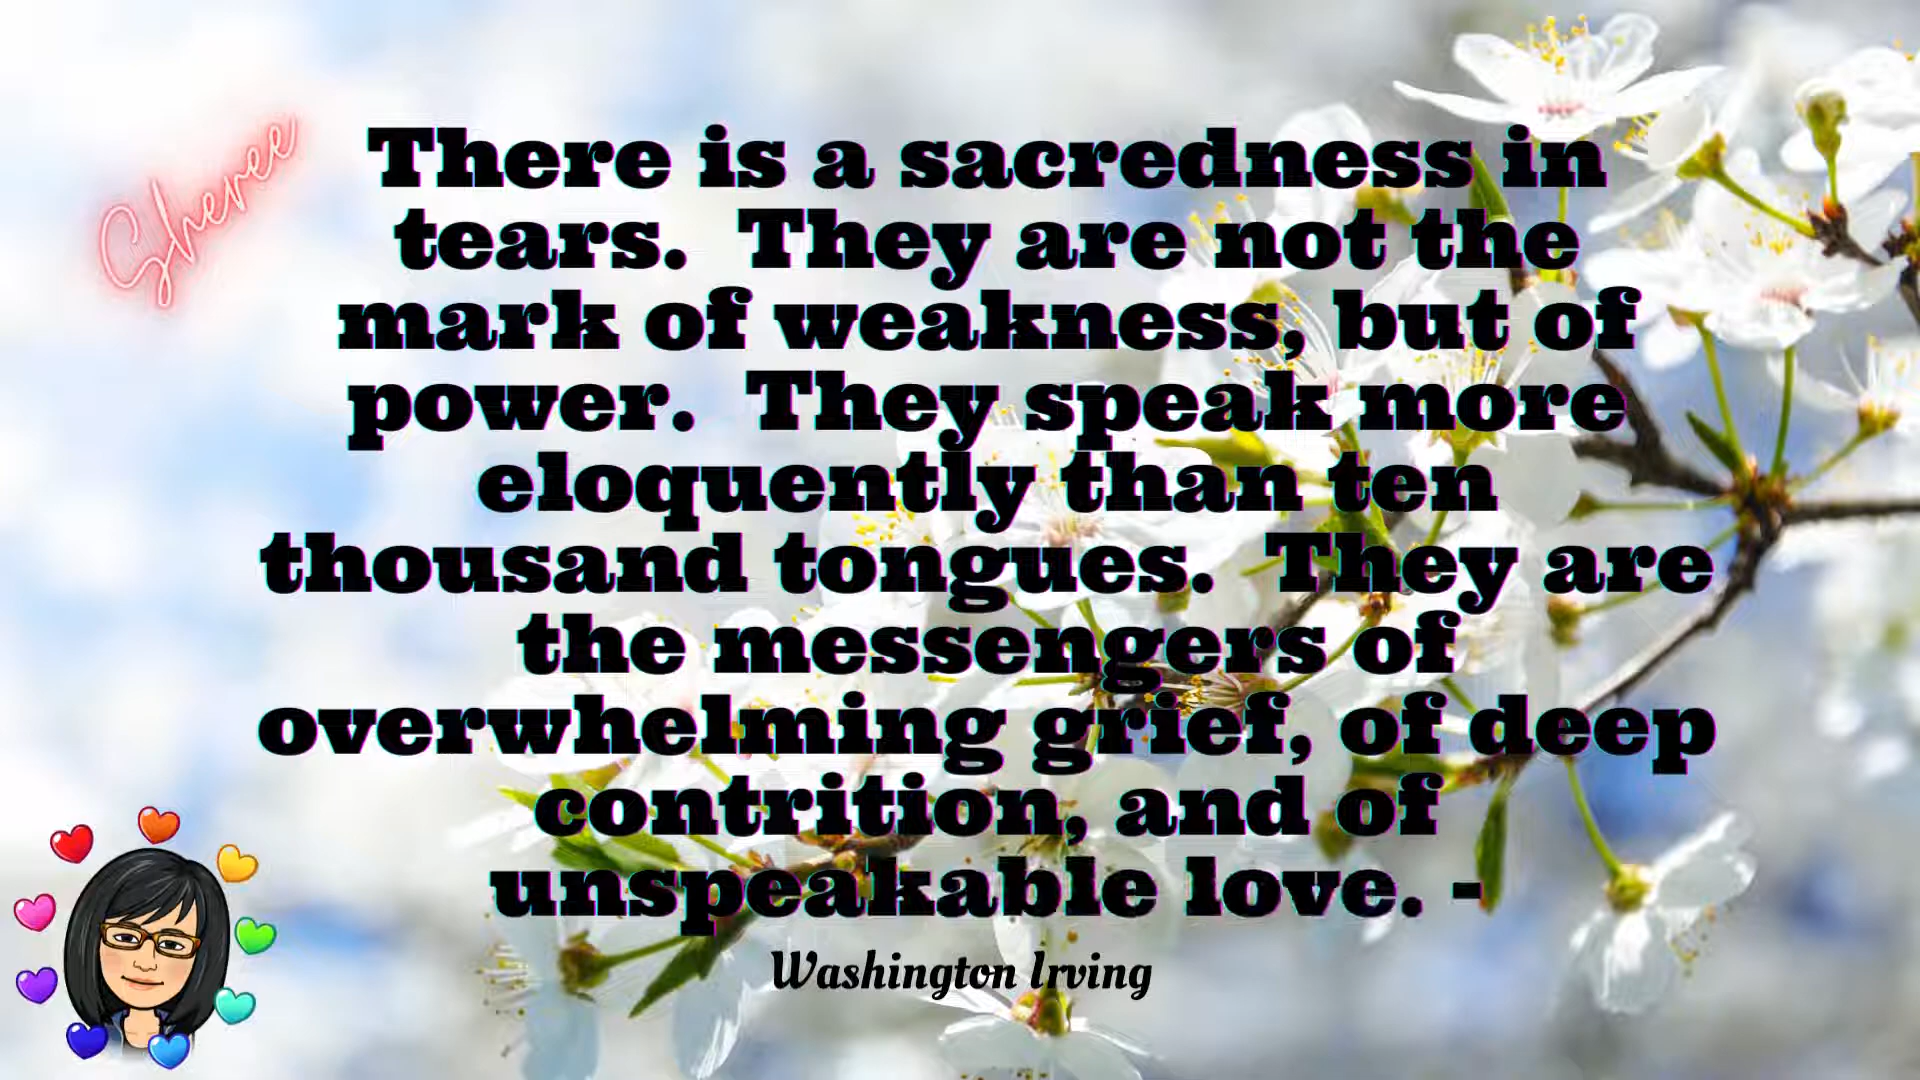 Sheree
There is a sacredness in
tears.  They are not the
mark of weakness, but of
power.  They speak more
eloquently than ten
thousand tongues.  They are
the messengers of
overwhelming grief, of deep
contrition, and of
unspeakable love. -
Washington Irving